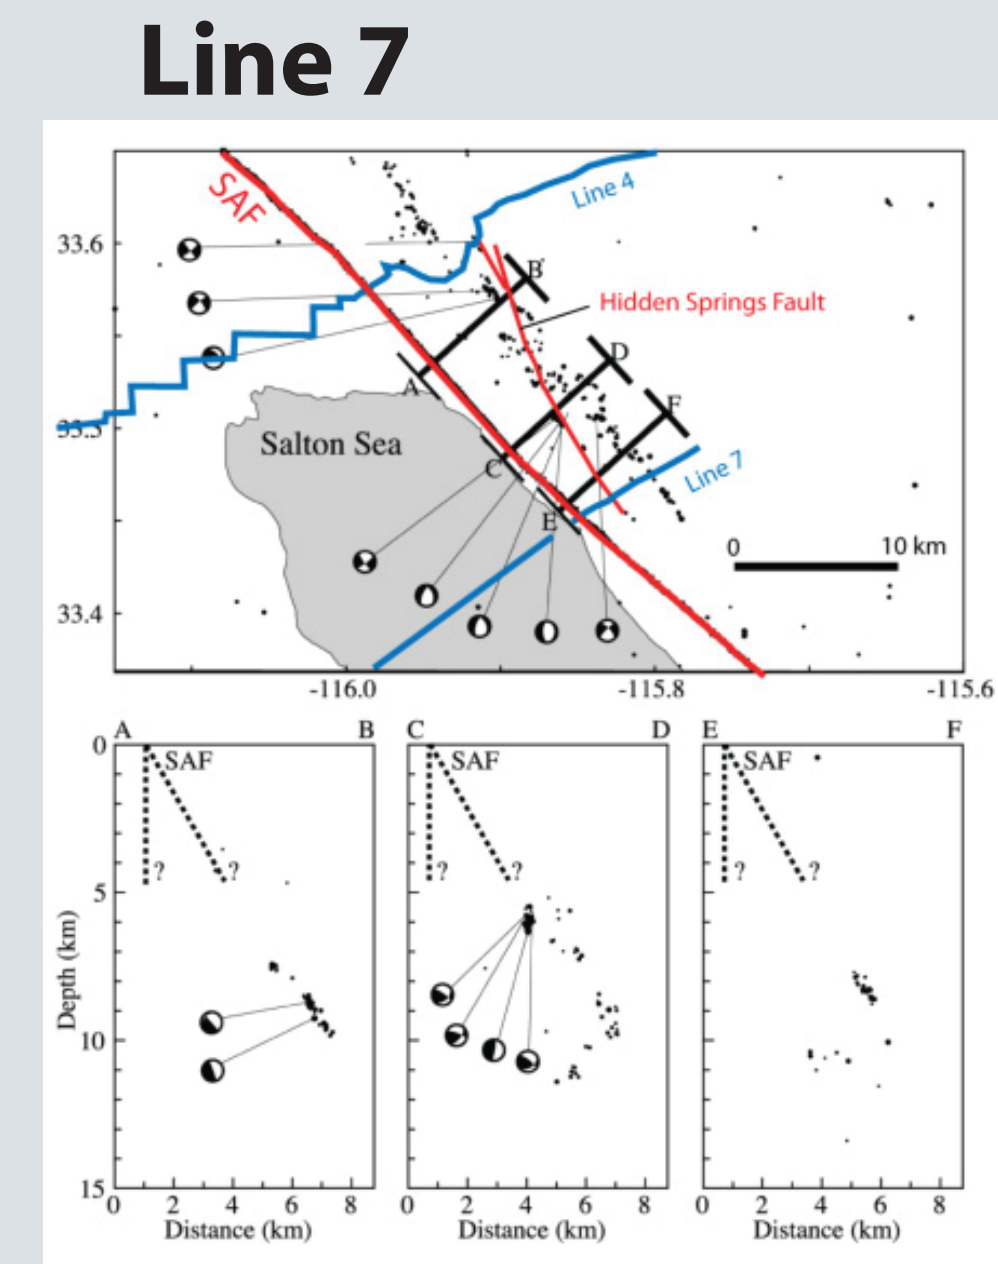 Line 7
SAF
Line 4
33.6
B
Hidden Springs Fault
D
A
F
33.5
Salton Sea
C
Line 7
E
0 10 km
33.4
-116.0 -115.8 -115.6
A B C D E F
0 SAF SAF SAF
? ? ? ? ? ?
5
Depth (km)
10
15
0 2 4 6 8 0 2 4 6 8 0 2 4 6 8
Distance (km) Distance (km) Distance (km)